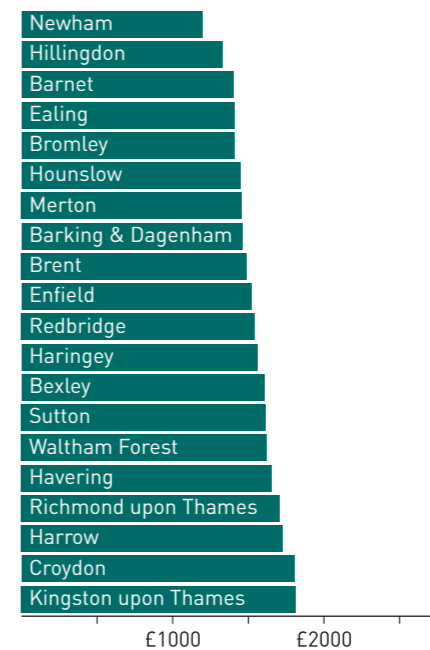 Newham
Hillingdon
Barnet
Ealing
Bromley
Hounslow
Merton
Barking & Dagenham
Brent
Enfield
Redbridge
Haringey
Bexley
Sutton
Waltham Forest
Havering
Richmond upon Thames
Harrow
Croydon
Kingston upon Thames
£1000 £2000